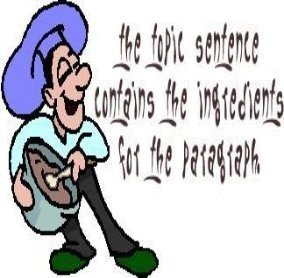 the topic sentence
contains the ingredients
for the paragraph.